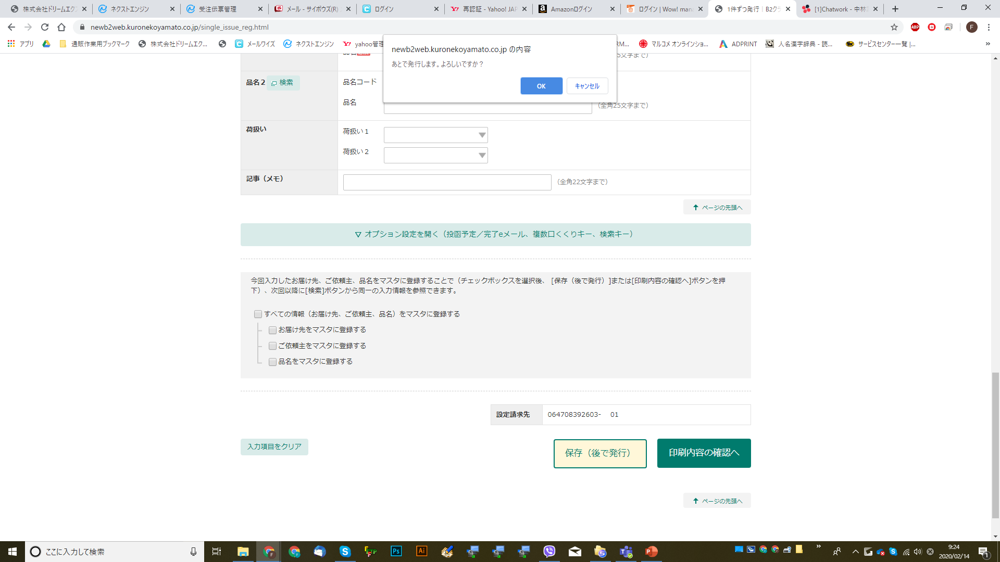 株式会社ドリームエク
ネクストエンジン
受注伝票管理
メール - サイボウズ(R)
ログイン
再認証 - Yahoo! JAP
Amazonログイン
ログイン | Wow! mana
1件ずつ発行｜B2クラ
[1]Chatwork - 中林
newb2web.kuronekoyamato.co.jp/single_issue_reg.html
ABP
F
アプリ
通販作業用ブックマーク
株式会社ドリームエク...
メールワイズ
ネクストエンジン
yahoo管理
RM...
マルコメ オンラインショ...
ADPRINT
人名漢字辞典 - 読...
サービスセンター一覧 |...
»
newb2web.kuronekoyamato.co.jp の内容
あとで発行します。よろしいですか？
OK
キャンセル
5文字まで）
品名２
検索
品名コード
品名
（全角25文字まで）
荷扱い
荷扱い１
荷扱い２
記事（メモ）
（全角22文字まで）
ページの先頭へ
▽ オプション設定を開く（投函予定／完了eメール、複数口くくりキー、検索キー）
今回入力したお届け先、ご依頼主、品名をマスタに登録することで（チェックボックスを選択後、 [保存（後で発行）]または[印刷内容の確認へ]ボタンを押
下）、次回以降に[検索]ボタンから同一の入力情報を参照できます。
すべての情報（お届け先、ご依頼主、品名）をマスタに登録する
お届け先をマスタに登録する
ご依頼主をマスタに登録する
品名をマスタに登録する
設定請求先
064708392603- 01
入力項目をクリア
保存（後で発行）
印刷内容の確認へ
ページの先頭へ
ここに入力して検索
Ps
Ai
9:24
2020/02/14
1